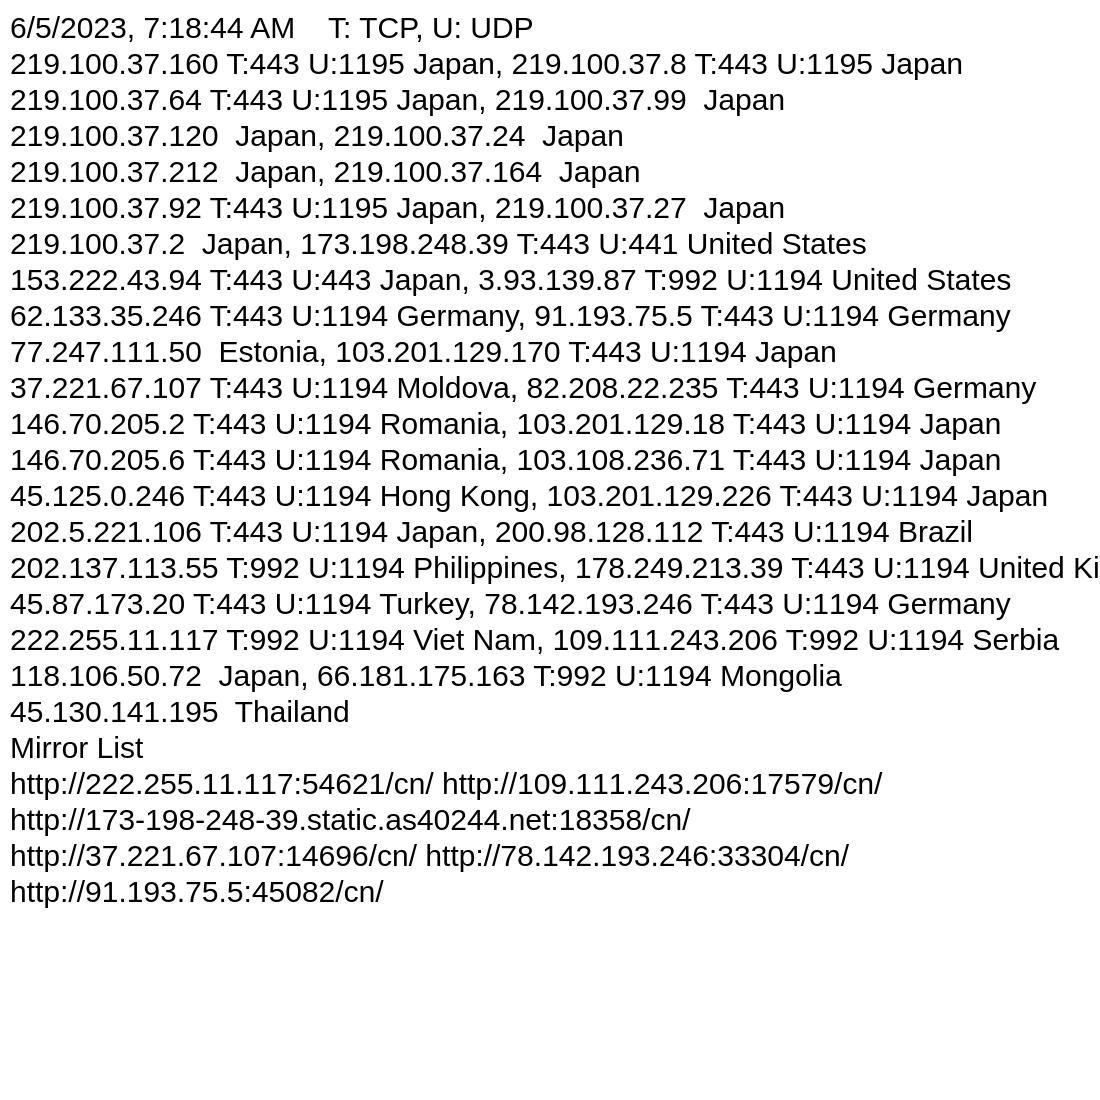 6/5/2023, 7:18:44 AM    T: TCP, U: UDP
219.100.37.160 T:443 U:1195 Japan, 219.100.37.8 T:443 U:1195 Japan
219.100.37.64 T:443 U:1195 Japan, 219.100.37.99  Japan
219.100.37.120  Japan, 219.100.37.24  Japan
219.100.37.212  Japan, 219.100.37.164  Japan
219.100.37.92 T:443 U:1195 Japan, 219.100.37.27  Japan
219.100.37.2  Japan, 173.198.248.39 T:443 U:441 United States
153.222.43.94 T:443 U:443 Japan, 3.93.139.87 T:992 U:1194 United States
62.133.35.246 T:443 U:1194 Germany, 91.193.75.5 T:443 U:1194 Germany
77.247.111.50  Estonia, 103.201.129.170 T:443 U:1194 Japan
37.221.67.107 T:443 U:1194 Moldova, 82.208.22.235 T:443 U:1194 Germany
146.70.205.2 T:443 U:1194 Romania, 103.201.129.18 T:443 U:1194 Japan
146.70.205.6 T:443 U:1194 Romania, 103.108.236.71 T:443 U:1194 Japan
45.125.0.246 T:443 U:1194 Hong Kong, 103.201.129.226 T:443 U:1194 Japan
202.5.221.106 T:443 U:1194 Japan, 200.98.128.112 T:443 U:1194 Brazil
202.137.113.55 T:992 U:1194 Philippines, 178.249.213.39 T:443 U:1194 United Ki
45.87.173.20 T:443 U:1194 Turkey, 78.142.193.246 T:443 U:1194 Germany
222.255.11.117 T:992 U:1194 Viet Nam, 109.111.243.206 T:992 U:1194 Serbia
118.106.50.72  Japan, 66.181.175.163 T:992 U:1194 Mongolia
45.130.141.195  Thailand
Mirror List
http://222.255.11.117:54621/cn/ http://109.111.243.206:17579/cn/
http://173-198-248-39.static.as40244.net:18358/cn/
http://37.221.67.107:14696/cn/ http://78.142.193.246:33304/cn/
http://91.193.75.5:45082/cn/